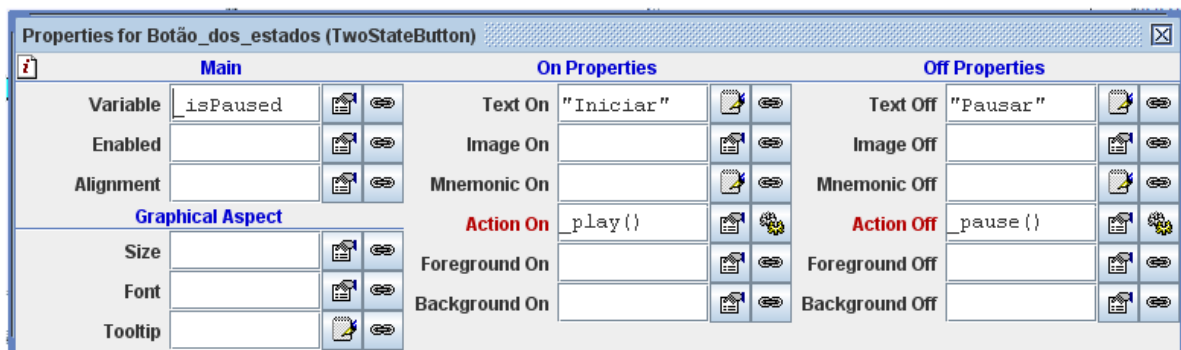 Properties for Botão_dos_estados (TwoStateButton)
Main On Properties Off Properties
Variable _isPaused Text On "Iniciar" Text Off "Pausar"
Enabled Image On Image Off
Alignment Mnemonic On Mnemonic Off
Graphical Aspect Action On _play() Action Off _pause()
Size Foreground On Foreground Off
Font Background On Background Off
Tooltip